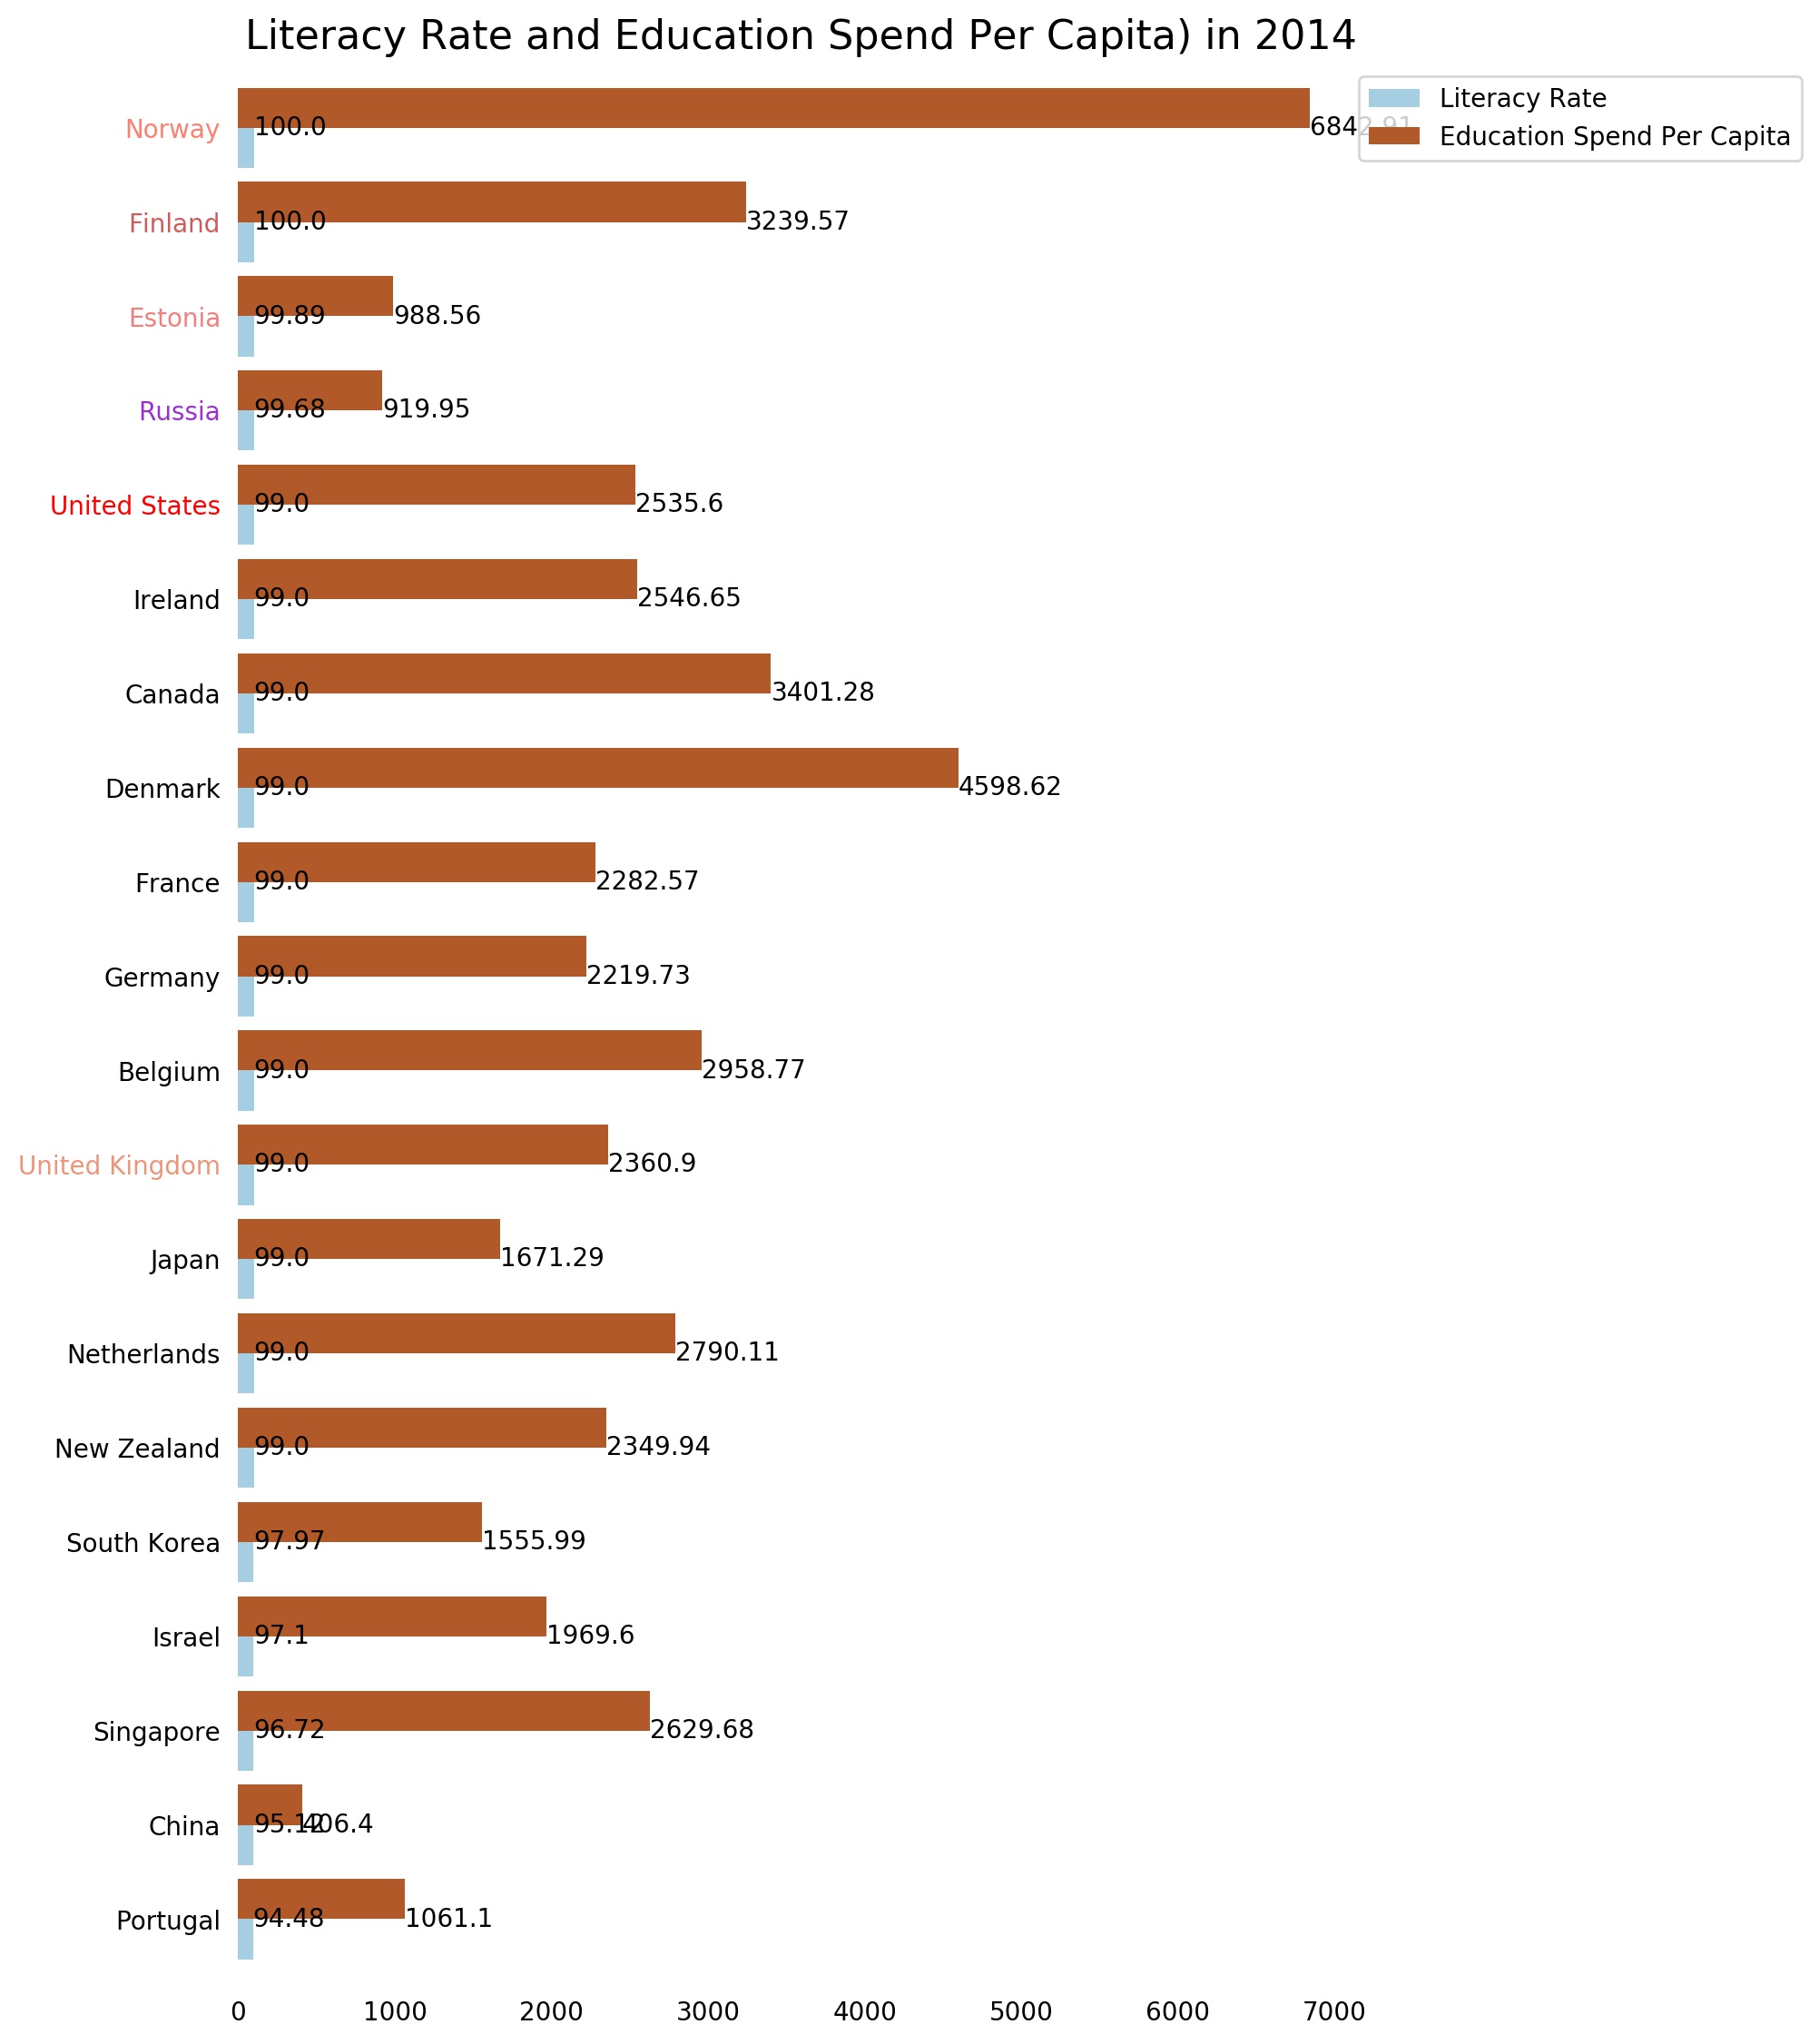 Literacy Rate and Education Spend Per Capita) in 2014
Literacy Rate
Education Spend Per Capita
Norway 100.0 6842.91
Finland 100.0 3239.57
Estonia 99.89 988.56
Russia 99.68 919.95
United States 99.0 2535.6
Ireland 99.0 2546.65
Canada 99.0 3401.28
Denmark 99.0 4598.62
France 99.0 2282.57
Germany 99.0 2219.73
Belgium 99.0 2958.77
United Kingdom 99.0 2360.9
Japan 99.0 1671.29
Netherlands 99.0 2790.11
New Zealand 99.0 2349.94
South Korea 97.97 1555.99
Israel 97.1 1969.6
Singapore 96.72 2629.68
China 95.12 406.4
Portugal 94.48 1061.1
0 1000 2000 3000 4000 5000 6000 7000